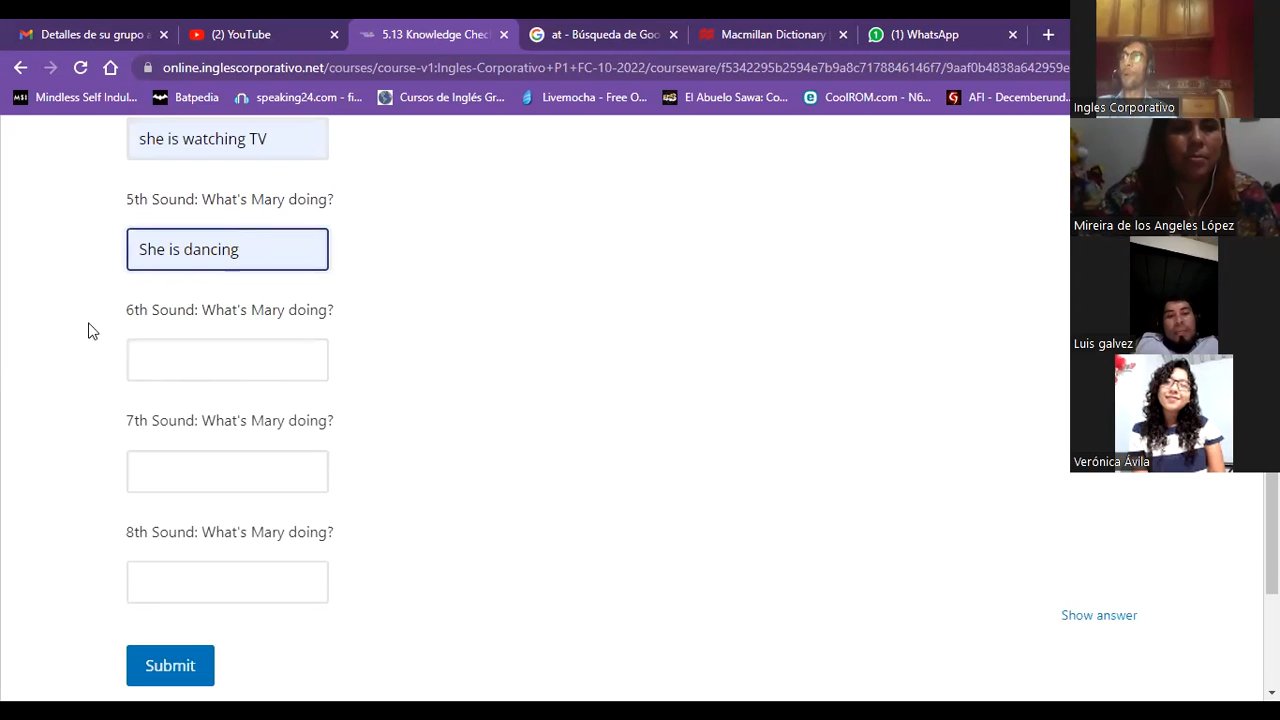 Detalles de su grupo a
(2) YouTube
5.13 Knowledge Chec
at - Búsqueda de Goo
Macmillan Dictionary
(1) WhatsApp
online.inglescorporativo.net/courses/course-v1:Ingles-Corporativo+P1+FC-10-2022/courseware/f5342295b2594e7b9a8c7178846146f7/9aaf0b4838a642959e
Mindless Self Indul...
Batpedia
speaking24.com - fi...
Cursos de Inglés Gr...
Livemocha - Free O...
El Abuelo Sawa: Co...
CoolROM.com - N6...
AFI - Decemberund...
she is watching TV
5th Sound: What's Mary doing?
She is dancing
6th Sound: What's Mary doing?
7th Sound: What's Mary doing?
8th Sound: What's Mary doing?
Show answer
Submit
Ingles Corporativo
Mireira de los Angeles López
Luis galvez
Verónica Ávila